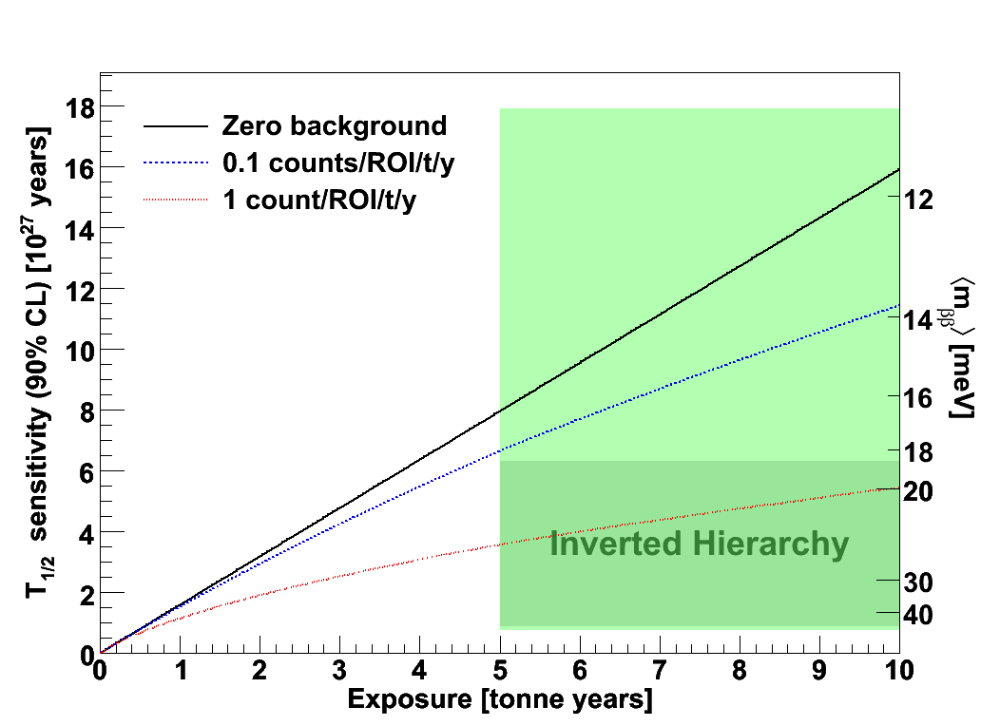 Zero background
0.1 counts/ROI/t/y
1 count/ROI/t/y
T1/2 sensitivity (90% CL) [10^27 years]
18
16
14
12
10
8
6
4
2
0
0 1 2 3 4 5 6 7 8 9 10
Exposure [tonne years]
Inverted Hierarchy
12
14
16
18
20
30
40
⟨mββ⟩ [meV]